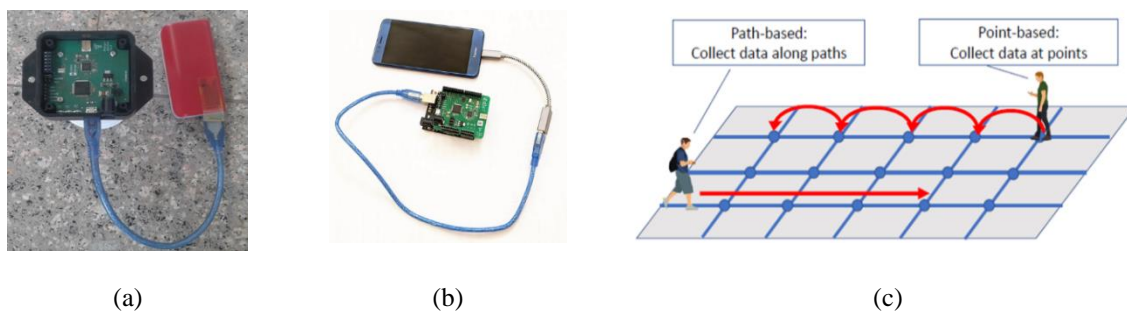 Path-based:
Collect data along paths
Point-based:
Collect data at points
(a)
(b)
(c)